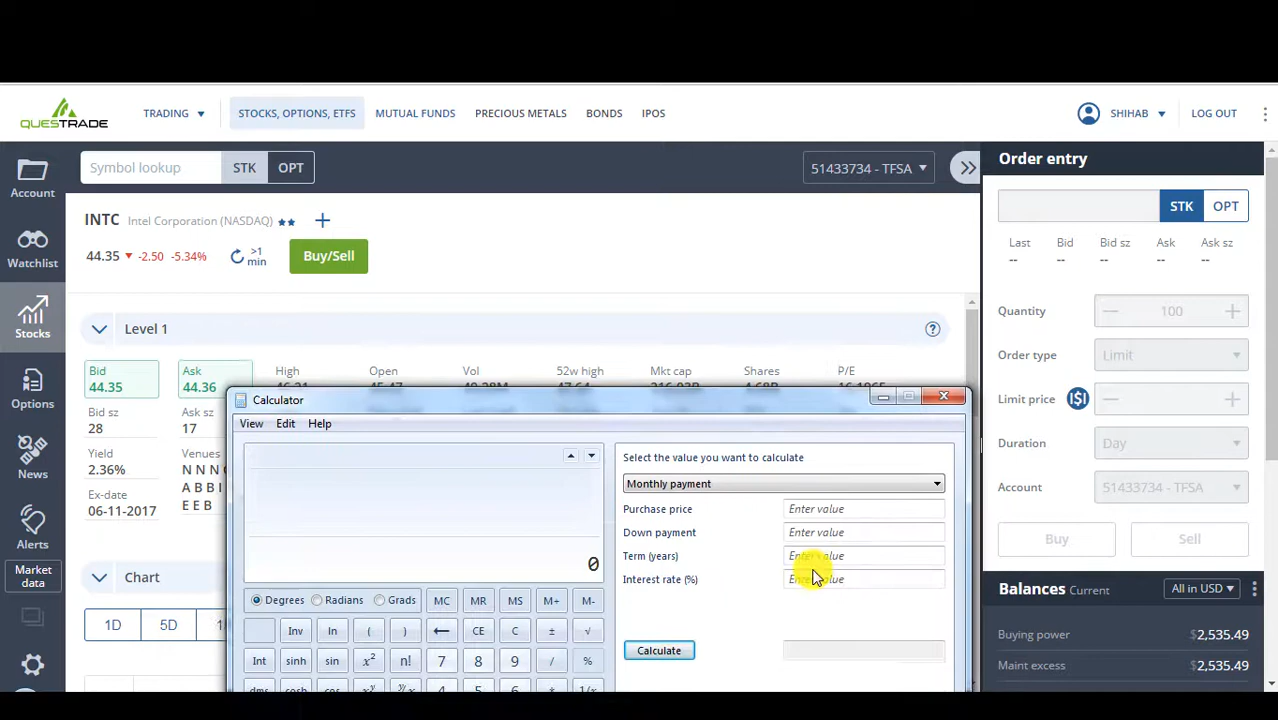 QUESTRADE
TRADING
STOCKS, OPTIONS, ETFS
MUTUAL FUNDS
PRECIOUS METALS
BONDS
IPOS
SHIHAB
LOG OUT
Account
Watchlist
Stocks
Options
News
Alerts
Market
data
Symbol lookup
STK
OPT
51433734 - TFSA
INTC Intel Corporation (NASDAQ)
44.35 -2.50 -5.34%
>1
min
Buy/Sell
Level 1
Bid
44.35
Ask
44.36
High
Open
Vol
52w high
Mkt cap
Shares
P/E
Bid sz
28
Ask sz
17
Yield
2.36%
Venues
N N N
A B B I
E E B
Ex-date
06-11-2017
Chart
1D
5D
Calculator
View Edit Help
0
Degrees Radians Grads
MC MR MS M+ M-
Inv ln ( ) ← CE C ± √
Int sinh sin x² n! 7 8 9 / %
Select the value you want to calculate
Monthly payment
Purchase price Enter value
Down payment Enter value
Term (years) Enter value
Interest rate (%) Enter value
Calculate
Order entry
STK
OPT
Last Bid Bid sz Ask Ask sz
-- -- -- -- --
Quantity 100
Order type Limit
Limit price
Duration Day
Account 51433734 - TFSA
Buy
Sell
Balances Current All in USD
Buying power $2,535.49
Maint excess $2,535.49